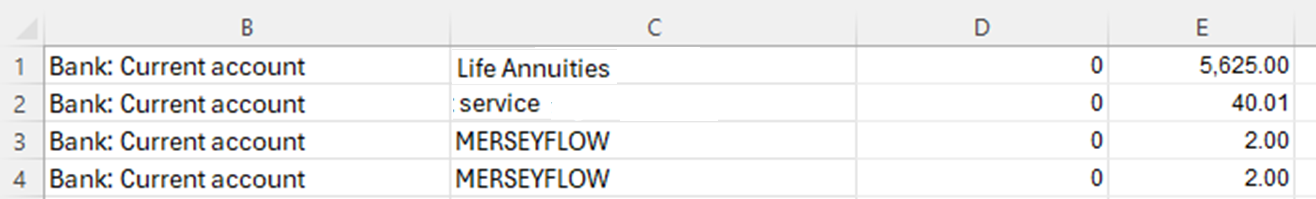 B C D E
1 Bank: Current account Life Annuities 0 5,625.00
2 Bank: Current account service 0 40.01
3 Bank: Current account MERSEYFLOW 0 2.00
4 Bank: Current account MERSEYFLOW 0 2.00